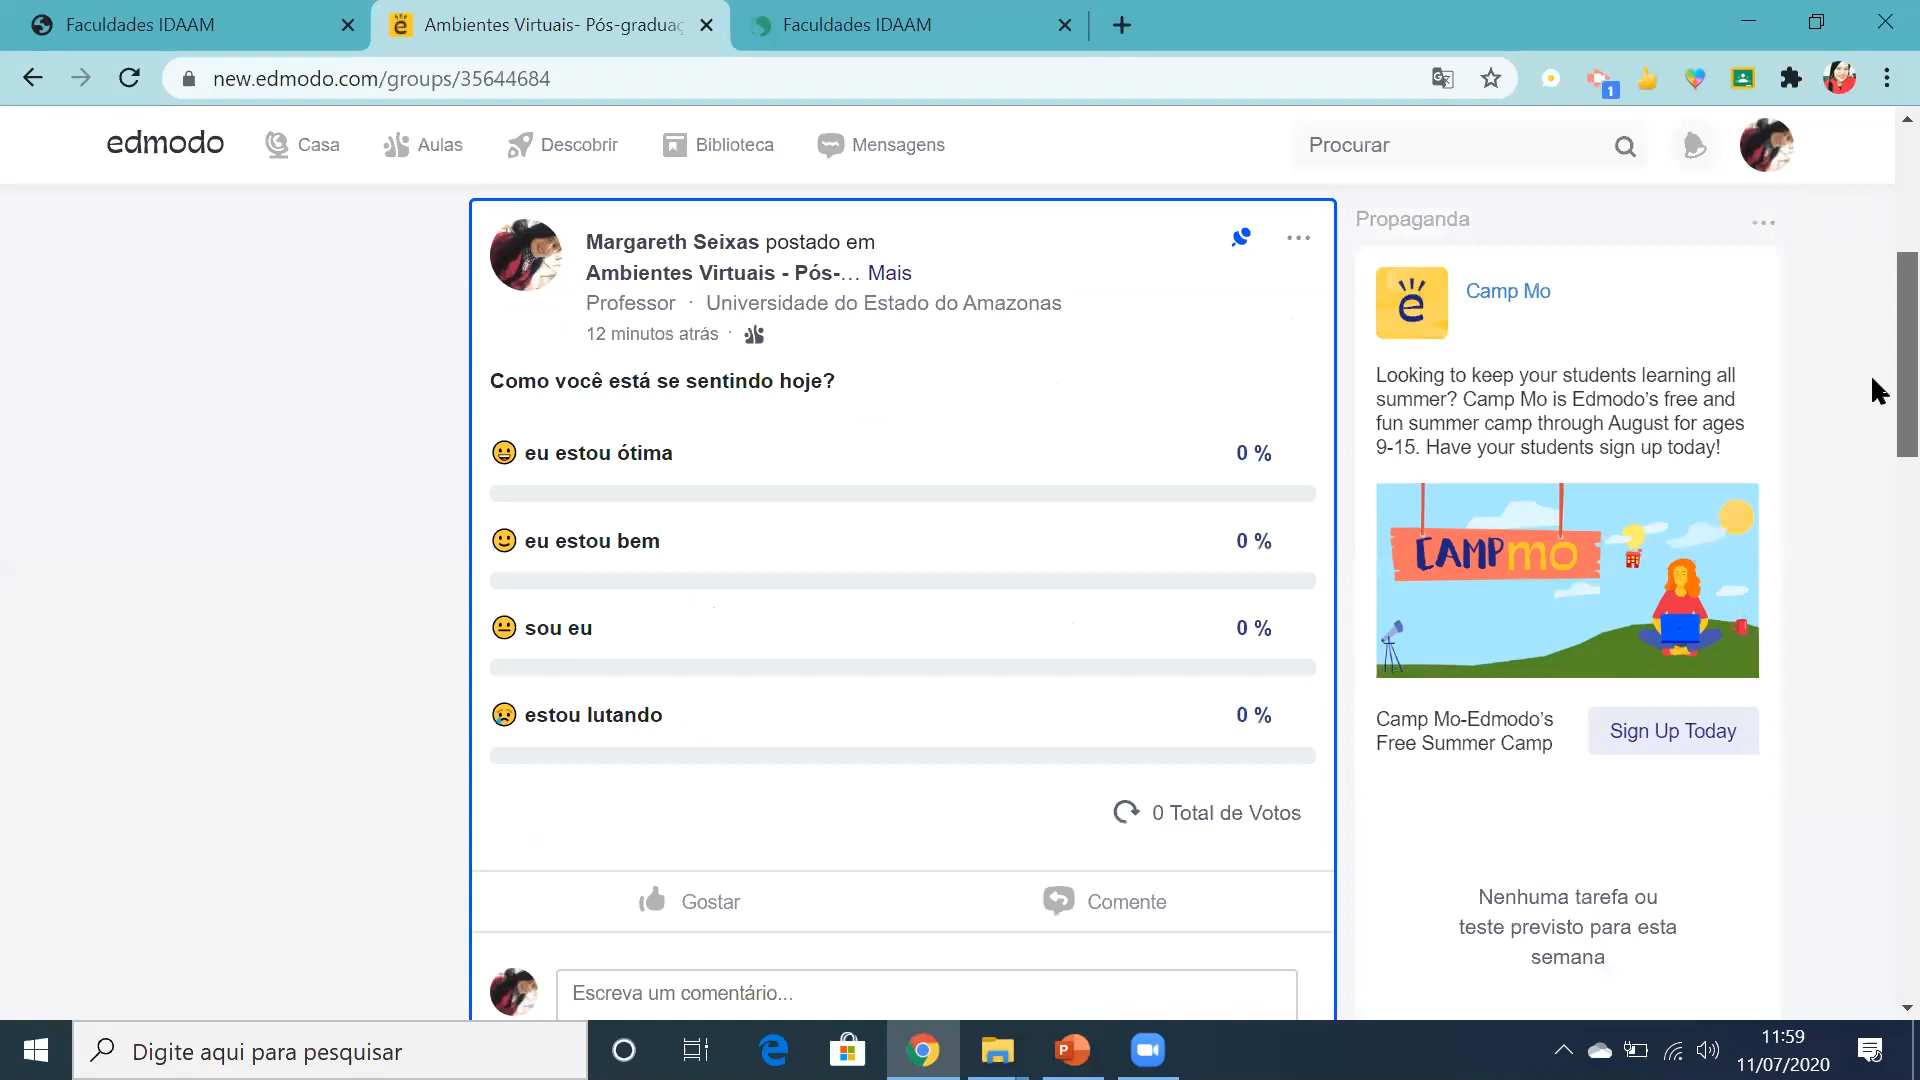 Faculdades IDAAM
Ambientes Virtuais- Pós-graduaç
Faculdades IDAAM
new.edmodo.com/groups/35644684
1
edmodo
Casa
Aulas
Descobrir
Biblioteca
Mensagens
Procurar
Margareth Seixas postado em
Ambientes Virtuais - Pós-... Mais
Professor · Universidade do Estado do Amazonas
12 minutos atrás ·
Como você está se sentindo hoje?
😀 eu estou ótima 0 %
🙂 eu estou bem 0 %
😐 sou eu 0 %
😢 estou lutando 0 %
0 Total de Votos
Gostar
Comente
Escreva um comentário...
Propaganda
Camp Mo
Looking to keep your students learning all
summer? Camp Mo is Edmodo’s free and
fun summer camp through August for ages
9-15. Have your students sign up today!
CAMP mo
Camp Mo-Edmodo’s
Free Summer Camp
Sign Up Today
Nenhuma tarefa ou
teste previsto para esta
semana
Digite aqui para pesquisar
11:59
11/07/2020